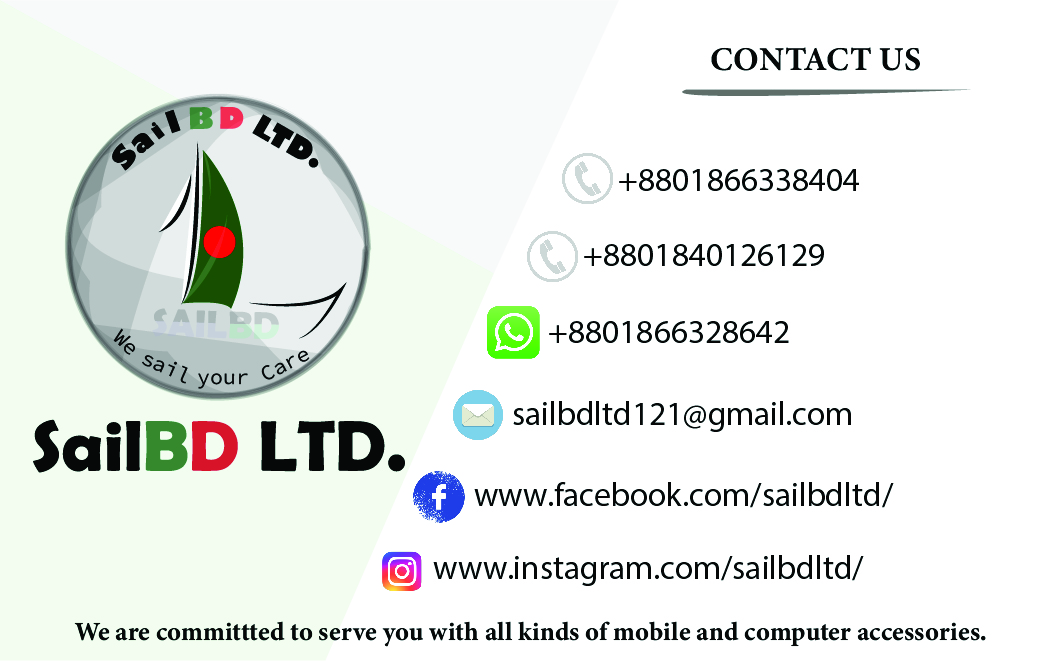 CONTACT US
Sail BD LTD.
SAILBD
We sail your Care
SailBD LTD.
+8801866338404
+8801840126129
+8801866328642
sailbdltd121@gmail.com
www.facebook.com/sailbdltd/
www.instagram.com/sailbdltd/
We are committted to serve you with all kinds of mobile and computer accessories.